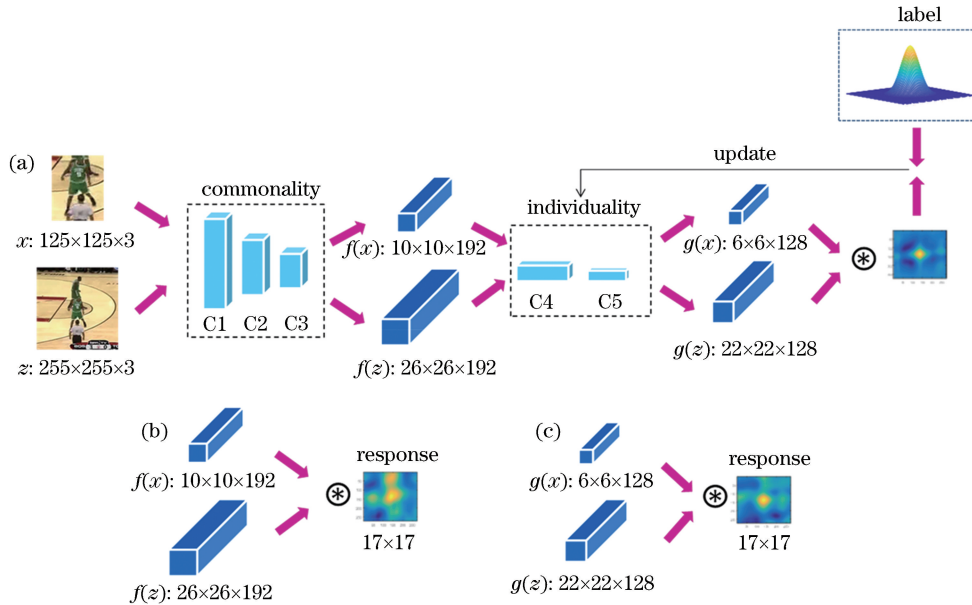 label
(a)
update
commonality
individuality
x: 125×125×3
f(x): 10×10×192
g(x): 6×6×128
C1
C2
C3
C4
C5
z: 255×255×3
f(z): 26×26×192
g(z): 22×22×128
(b)
(c)
response
response
f(x): 10×10×192
g(x): 6×6×128
17×17
17×17
f(z): 26×26×192
g(z): 22×22×128